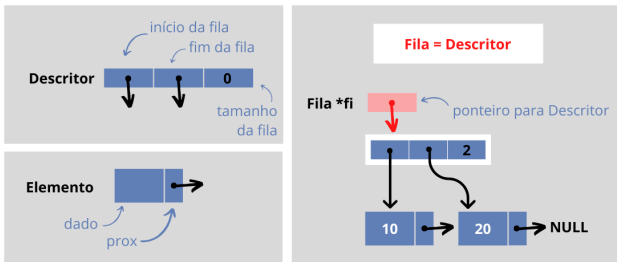 início da fila
fim da fila
Descritor
0
tamanho
da fila
Elemento
dado
prox
Fila = Descritor
Fila *fi
ponteiro para Descritor
2
10
20
NULL